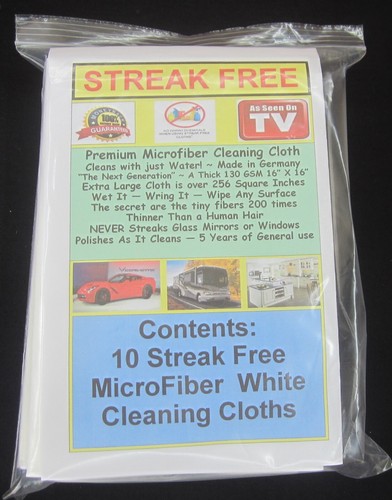 STREAK FREE
100%
GUARANTEE
As Seen On
TV
Premium Microfiber Cleaning Cloth
Cleans with just Water! ~ Made in Germany
"The Next Generation" ~ A Thick 130 GSM 16" X 16"
Extra Large Cloth is over 256 Square Inches
Wet It — Wring It — Wipe Any Surface
The secret are the tiny fibers 200 times
Thinner Than a Human Hair
NEVER Streaks Glass Mirrors or Windows
Polishes As It Cleans — 5 Years of General use
Contents:
10 Streak Free
MicroFiber White
Cleaning Cloths